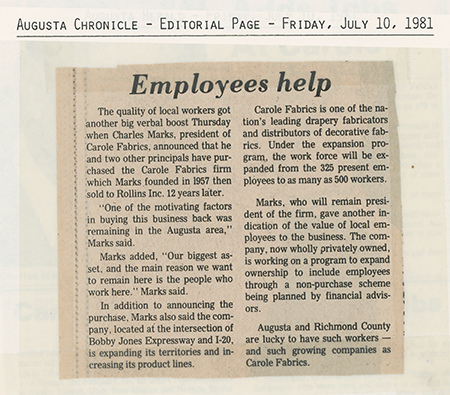 AUGUSTA CHRONICLE - EDITORIAL PAGE - FRIDAY, JULY 10, 1981
Employees help
The quality of local workers got
another big verbal boost Thursday
when Charles Marks, president of
Carole Fabrics, announced that he
and two other principals have pur-
chased the Carole Fabrics firm
which Marks founded in 1957 then
sold to Rollins Inc. 12 years later.
"One of the motivating factors
in buying this business back was
remaining in the Augusta area,"
Marks said.
Marks added, "Our biggest as-
set, and the main reason we want
to remain here is the people who
work here." Marks said.
In addition to announcing the
purchase, Marks also said the com-
pany, located at the intersection of
Bobby Jones Expressway and I-20,
is expanding its territories and in-
creasing its product lines.
Carole Fabrics is one of the na-
tion's leading drapery fabricators
and distributors of decorative fab-
rics. Under the expansion pro-
gram, the work force will be ex-
panded from the 325 present em-
ployees to as many as 500 workers.
Marks, who will remain presi-
dent of the firm, gave another in-
dication of the value of local em-
ployees to the business. The com-
pany, now wholly privately owned,
is working on a program to expand
ownership to include employees
through a non-purchase scheme
being planned by financial advis-
ors.
Augusta and Richmond County
are lucky to have such workers —
and such growing companies as
Carole Fabrics.